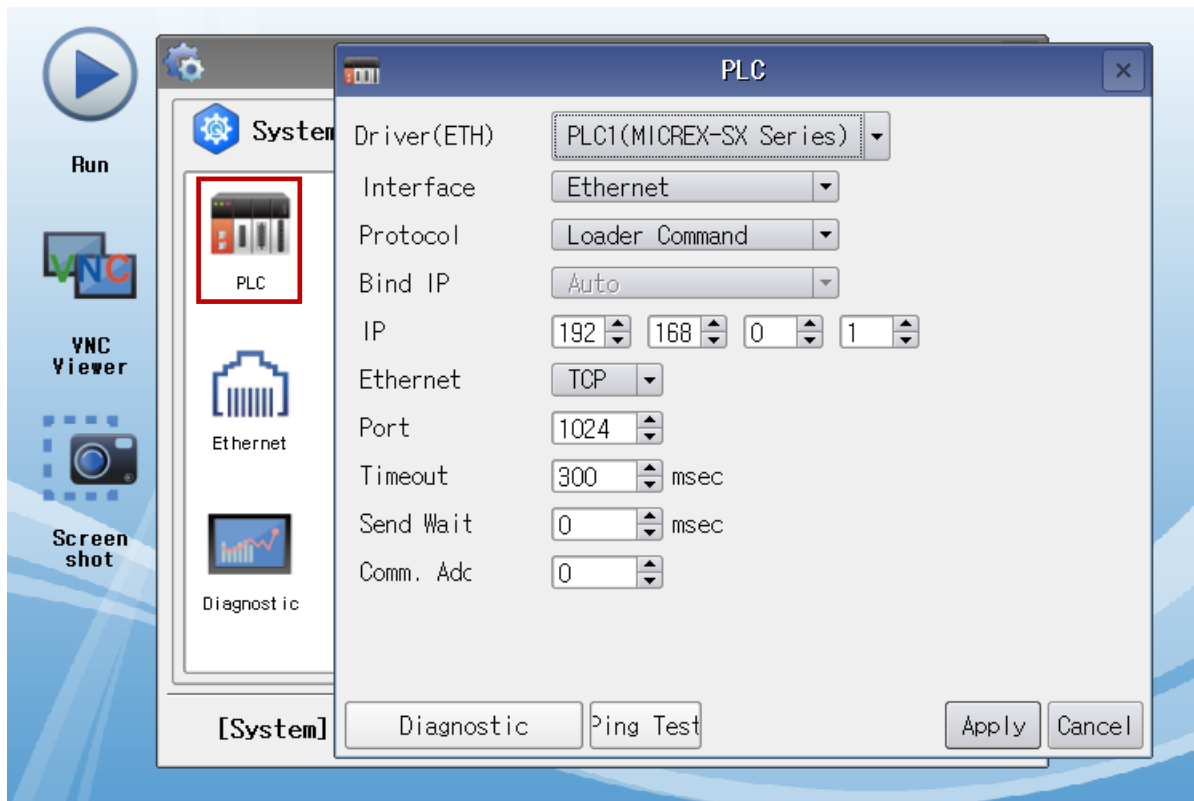 Run
VNC
VNC
Viewer
Screen
shot
System
PLC
Ethernet
Diagnostic
[System]
PLC
Driver(ETH) PLC1(MICREX-SX Series)
Interface Ethernet
Protocol Loader Command
Bind IP Auto
IP 192 168 0 1
Ethernet TCP
Port 1024
Timeout 300 msec
Send Wait 0 msec
Comm. Adc 0
Diagnostic Ping Test Apply Cancel